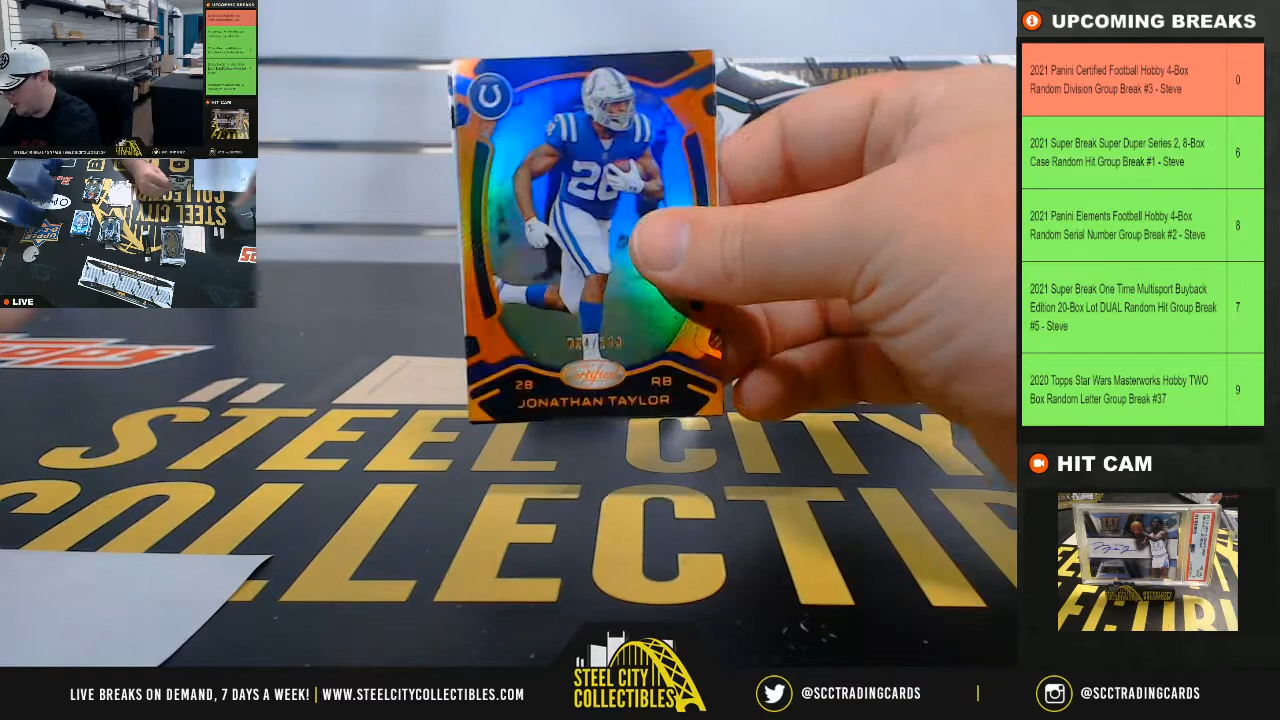 UPCOMING BREAKS
2021 Panini Certified Football Hobby 4-Box
Random Division Group Break #3 - Steve
0
2021 Super Break Super Duper Series 2, 8-Box
Case Random Hit Group Break #1 - Steve
6
2021 Panini Elements Football Hobby 4-Box
Random Serial Number Group Break #2 - Steve
8
2021 Super Break One Time Multisport Buyback
Edition 20-Box Lot DUAL Random Hit Group Break
#5 - Steve
7
2020 Topps Star Wars Masterworks Hobby TWO
Box Random Letter Group Break #37
9
HIT CAM
LIVE
28
Certified
28
RB
JONATHAN TAYLOR
STEEL CITY
COLLECTIB
STEEL CITY
COLLECTIBLES
LIVE BREAKS ON DEMAND, 7 DAYS A WEEK! | WWW.STEELCITYCOLLECTIBLES.COM
@SCCTRADINGCARDS
@SCCTRADINGCARDS